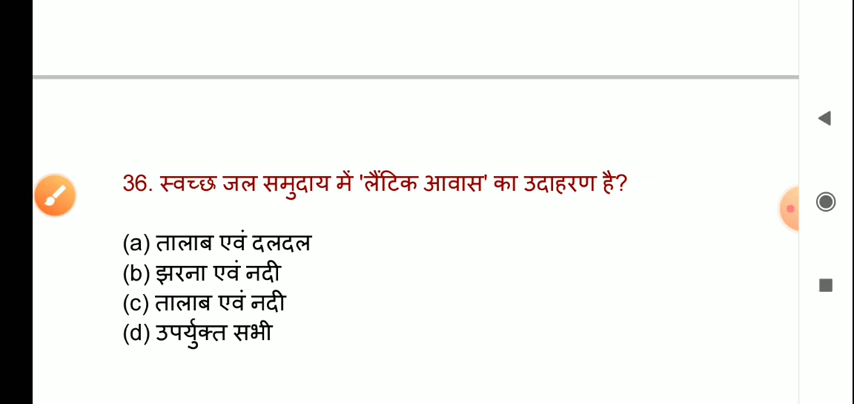 36. स्वच्छ जल समुदाय में 'लैंटिक आवास' का उदाहरण है?
(a) तालाब एवं दलदल
(b) झरना एवं नदी
(c) तालाब एवं नदी
(d) उपर्युक्त सभी